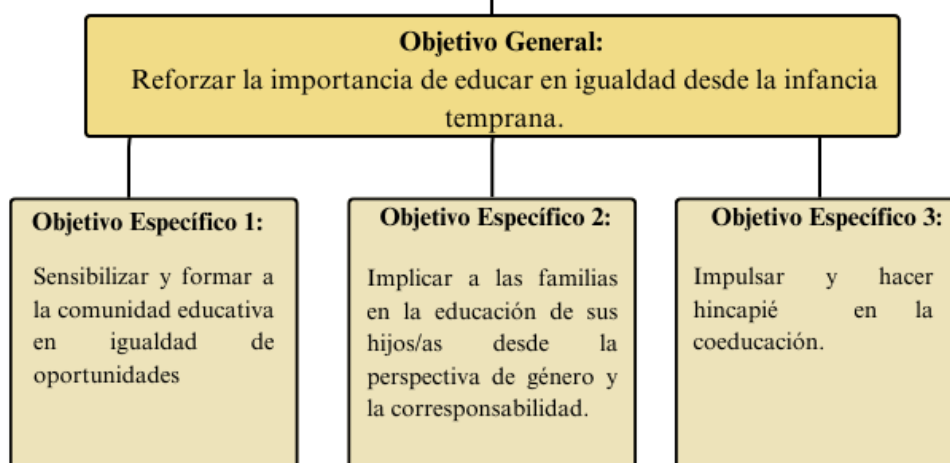 Objetivo General:
Reforzar la importancia de educar en igualdad desde la infancia
temprana.
Objetivo Específico 1:
Sensibilizar y formar a
la comunidad educativa
en igualdad de
oportunidades
Objetivo Específico 2:
Implicar a las familias
en la educación de sus
hijos/as desde la
perspectiva de género y
la corresponsabilidad.
Objetivo Específico 3:
Impulsar y hacer
hincapié en la
coeducación.